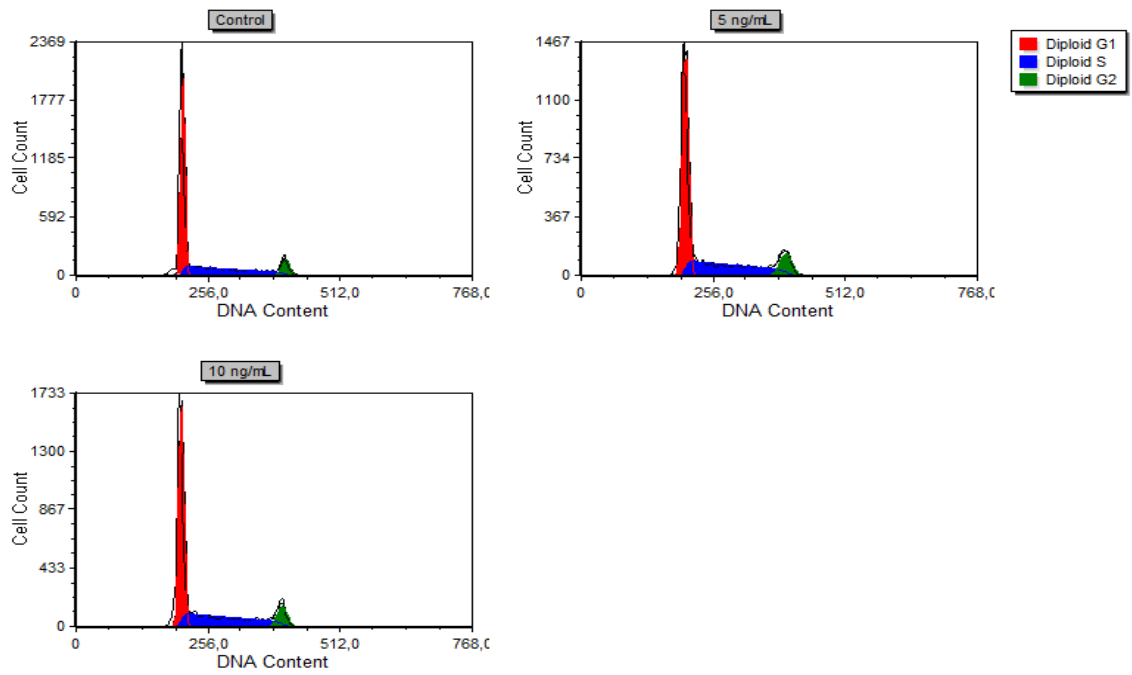 Control
2369
1777
1185
592
0
Cell Count
0 256,0 512,0 768,0
DNA Content
5 ng/mL
1467
1100
734
367
0
Cell Count
0 256,0 512,0 768,0
DNA Content
Diploid G1
Diploid S
Diploid G2
10 ng/mL
1733
1300
867
433
0
Cell Count
0 256,0 512,0 768,0
DNA Content